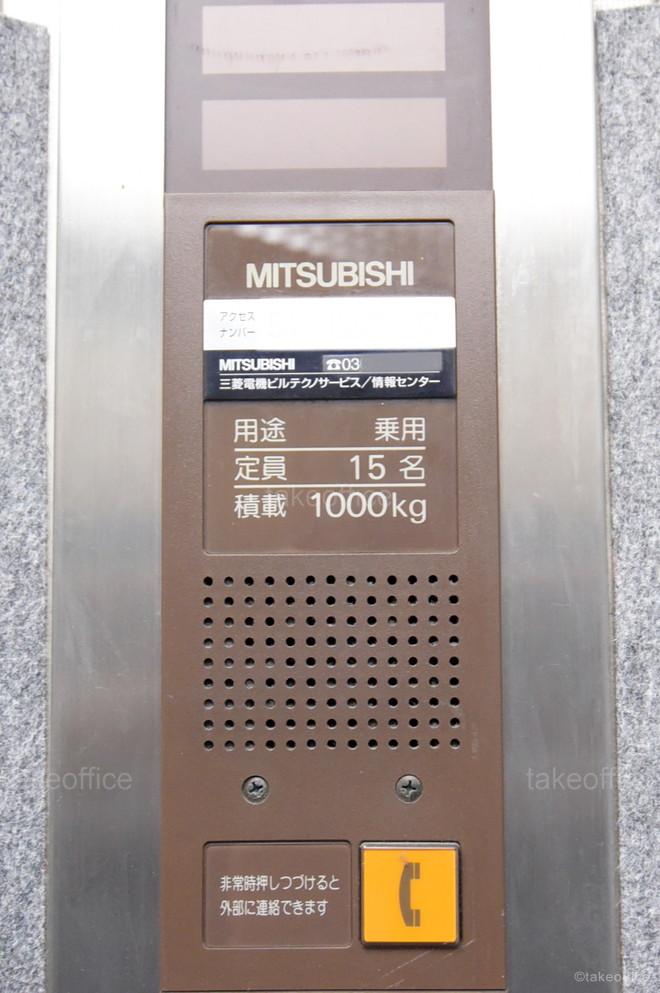 MITSUBISHI
アクセス
ナンバー
MITSUBISHI ☎03
三菱電機ビルテクノサービス／情報センター
用途 乗用
定員 15 名
積載 1000kg
takeoffice
takeoffice
takeoffice
非常時押しつづけると
外部に連絡できます
©takeoffice